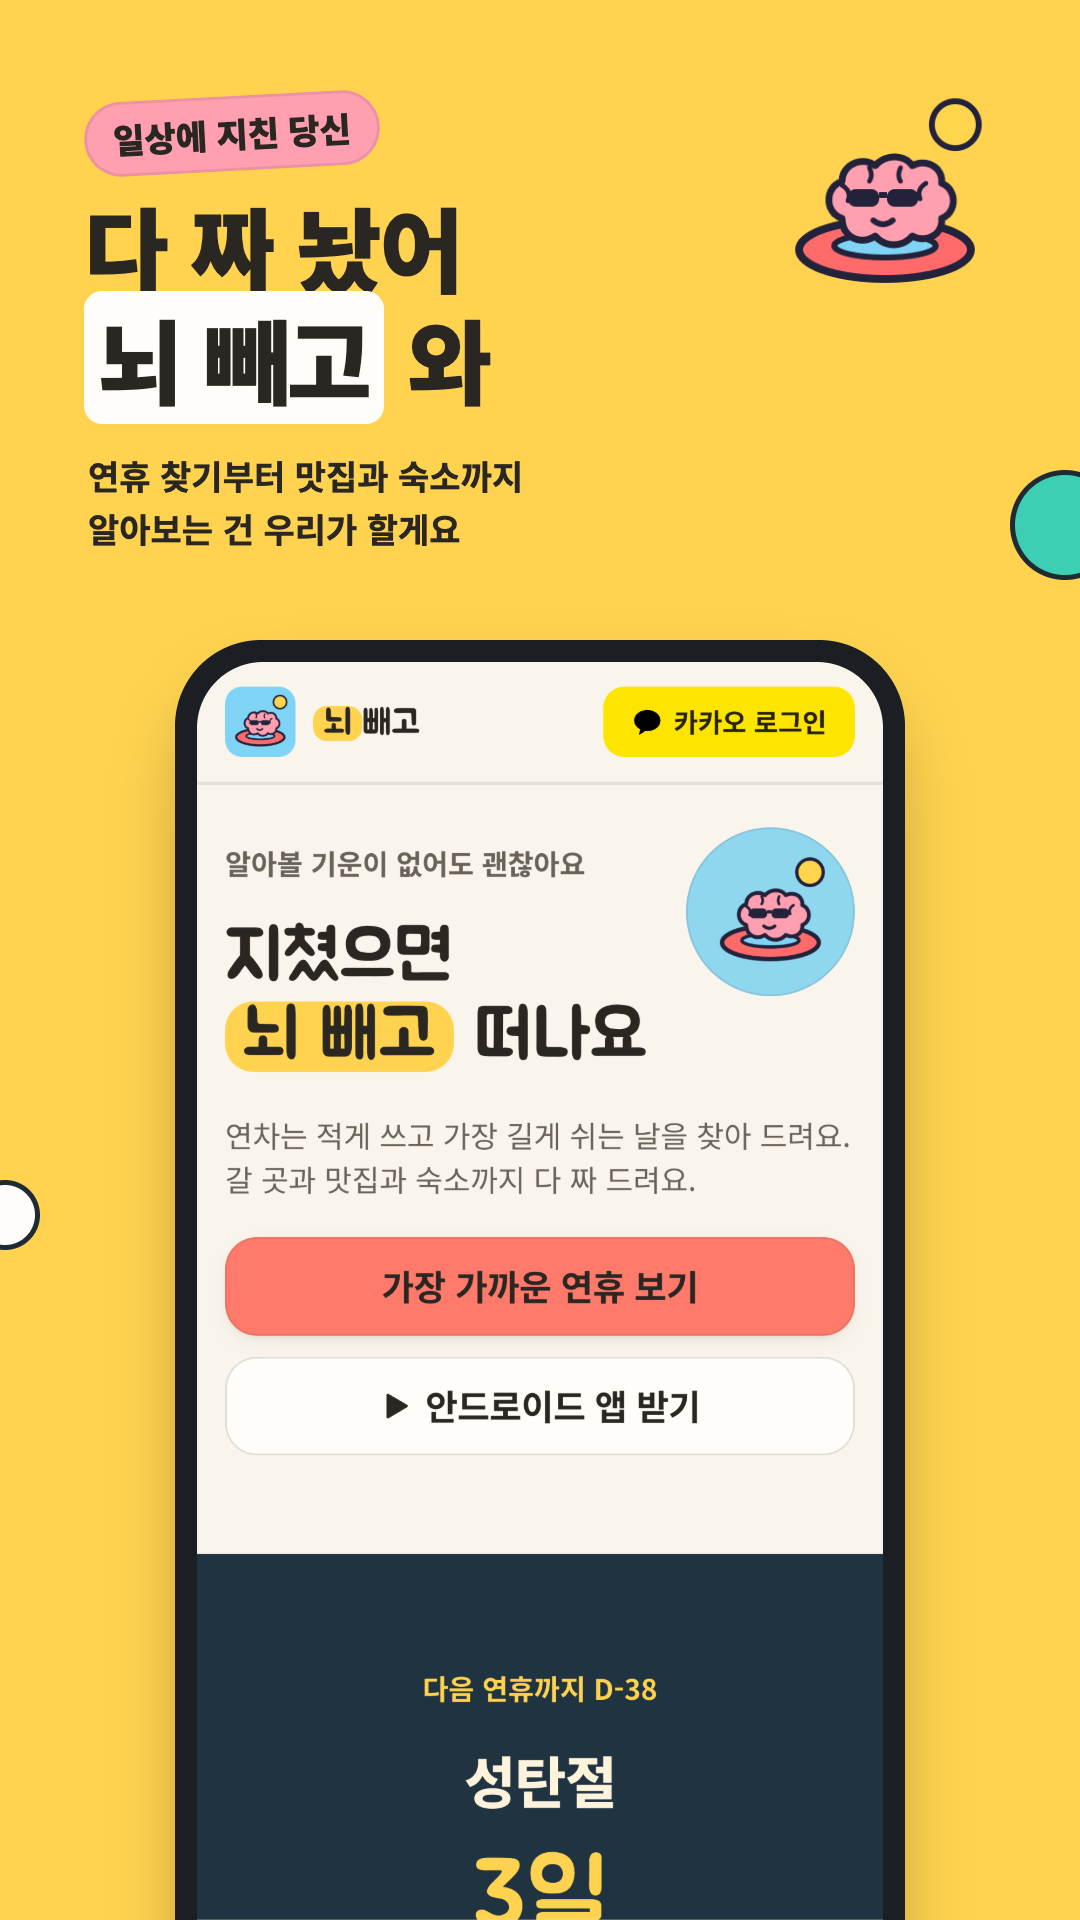 일상에 지친 당신
다 짜 놨어
뇌 빼고 와
연휴 찾기부터 맛집과 숙소까지
알아보는 건 우리가 할게요
뇌빼고
카카오 로그인
알아볼 기운이 없어도 괜찮아요
지쳤으면
뇌 빼고 떠나요
연차는 적게 쓰고 가장 길게 쉬는 날을 찾아 드려요.
갈 곳과 맛집과 숙소까지 다 짜 드려요.
가장 가까운 연휴 보기
▶ 안드로이드 앱 받기
다음 연휴까지 D-38
성탄절
3일